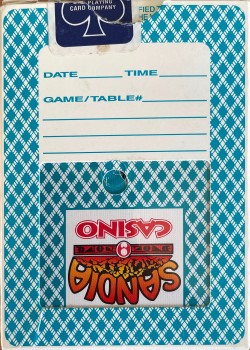 PLAYING
CARD COMPANY
DATE TIME
GAME/TABLE#
SANDIA
CASINO